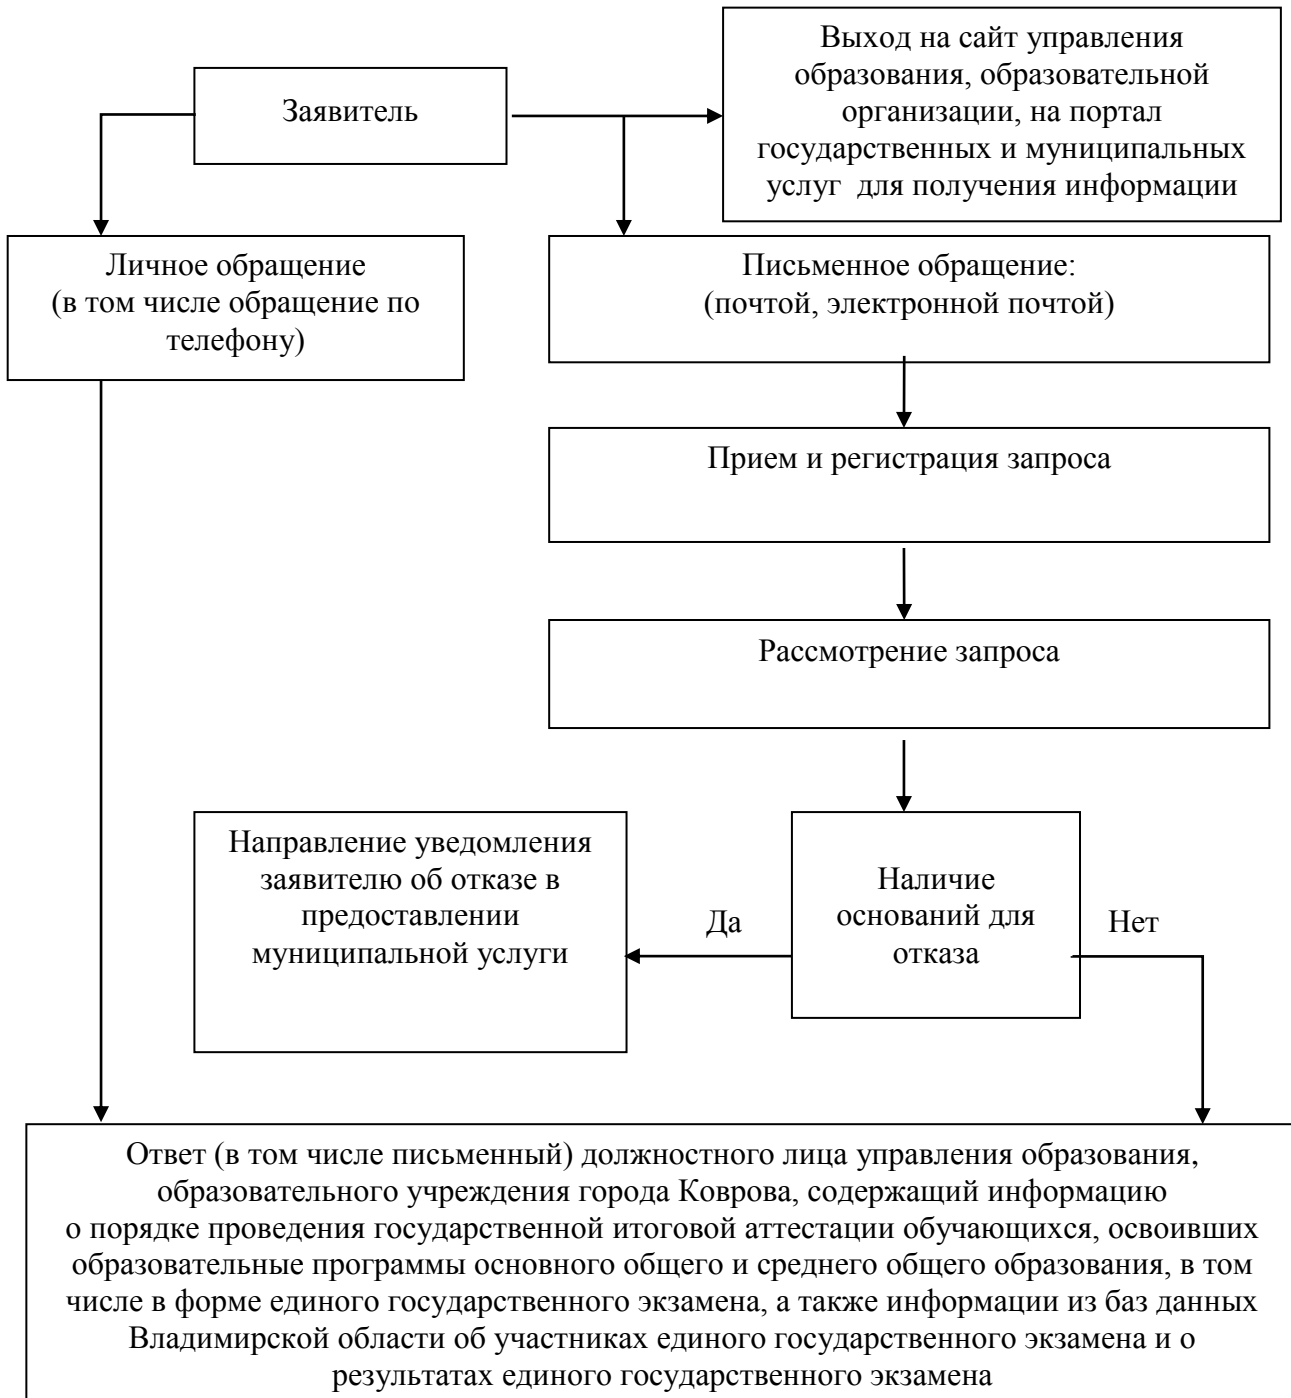 Заявитель
Выход на сайт управления
образования, образовательной
организации, на портал
государственных и муниципальных
услуг для получения информации
Личное обращение
(в том числе обращение по
телефону)
Письменное обращение:
(почтой, электронной почтой)
Прием и регистрация запроса
Рассмотрение запроса
Направление уведомления
заявителю об отказе в
предоставлении
муниципальной услуги
Да
Наличие
оснований для
отказа
Нет
Ответ (в том числе письменный) должностного лица управления образования,
образовательного учреждения города Коврова, содержащий информацию
о порядке проведения государственной итоговой аттестации обучающихся, освоивших
образовательные программы основного общего и среднего общего образования, в том
числе в форме единого государственного экзамена, а также информации из баз данных
Владимирской области об участниках единого государственного экзамена и о
результатах единого государственного экзамена